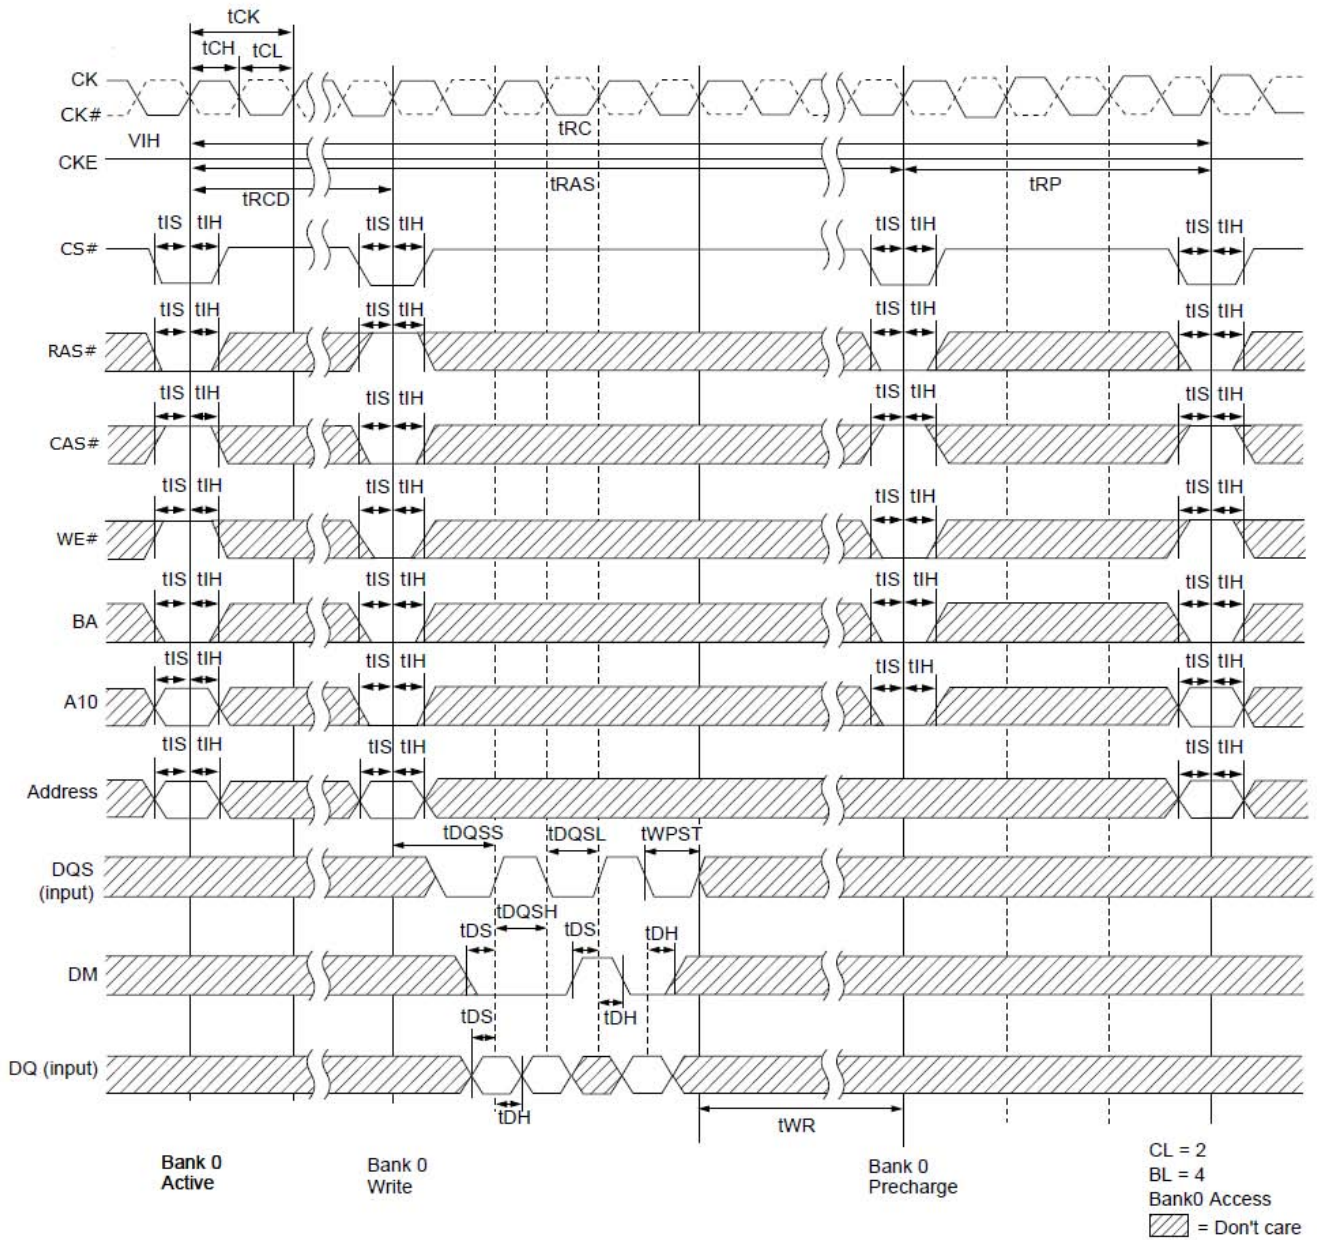 tCK
tCH tCL
CK
CK#
tRC
VIH
CKE
tRAS tRP
tRCD
tIS tIH tIS tIH tIS tIH tIS tIH
CS#
tIS tIH tIS tIH tIS tIH tIS tIH
RAS#
tIS tIH tIS tIH tIS tIH tIS tIH
CAS#
tIS tIH tIS tIH tIS tIH tIS tIH
WE#
tIS tIH tIS tIH tIS tIH tIS tIH
BA
tIS tIH tIS tIH tIS tIH tIS tIH
A10
tIS tIH tIS tIH tIS tIH
Address
tDQSS tDQSL tWPST
DQS
(input)
tDQSH
tDS tDS tDH
DM
tDS tDH
DQ (input)
tDH
tWR
Bank 0
Active
Bank 0
Write
Bank 0
Precharge
CL = 2
BL = 4
Bank0 Access
= Don't care